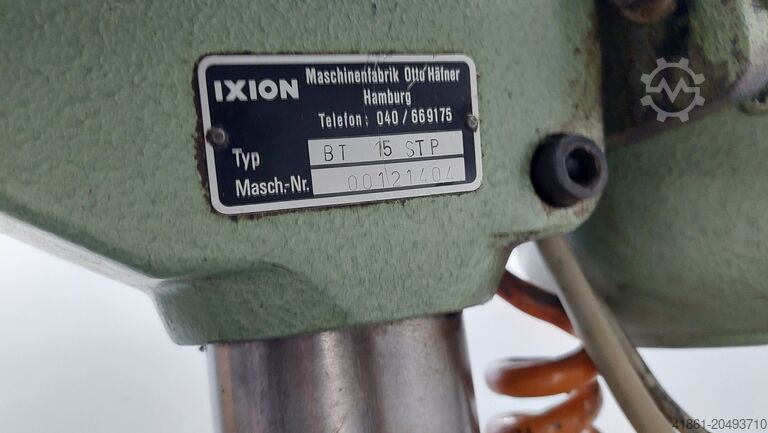 IXION Maschinenfabrik Otto Häfner
Hamburg
Telefon: 040/669175
Typ BT 15 STP
Masch.-Nr. 00121404
41861-20493710